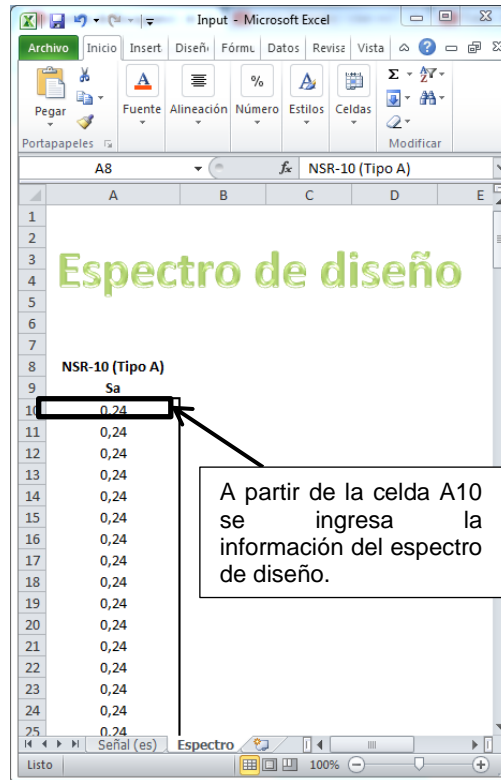 Input - Microsoft Excel
Archivo Inicio Insert Diseñ Fórmu Datos Revisa Vista
Pegar Fuente Alineación Número Estilos Celdas
Portapapeles Modificar
A8 fx NSR-10 (Tipo A)
A B C D E
1
2
3
4
Espectro de diseño
5
6
7
8 NSR-10 (Tipo A)
9 Sa
10 0,24
11 0,24
12 0,24
13 0,24
14 0,24
15 0,24
16 0,24
17 0,24
18 0,24
19 0,24
20 0,24
21 0,24
22 0,24
23 0,24
24 0,24
25 0,24
A partir de la celda A10
se ingresa la
información del espectro
de diseño.
Señal (es) Espectro
Listo 100%